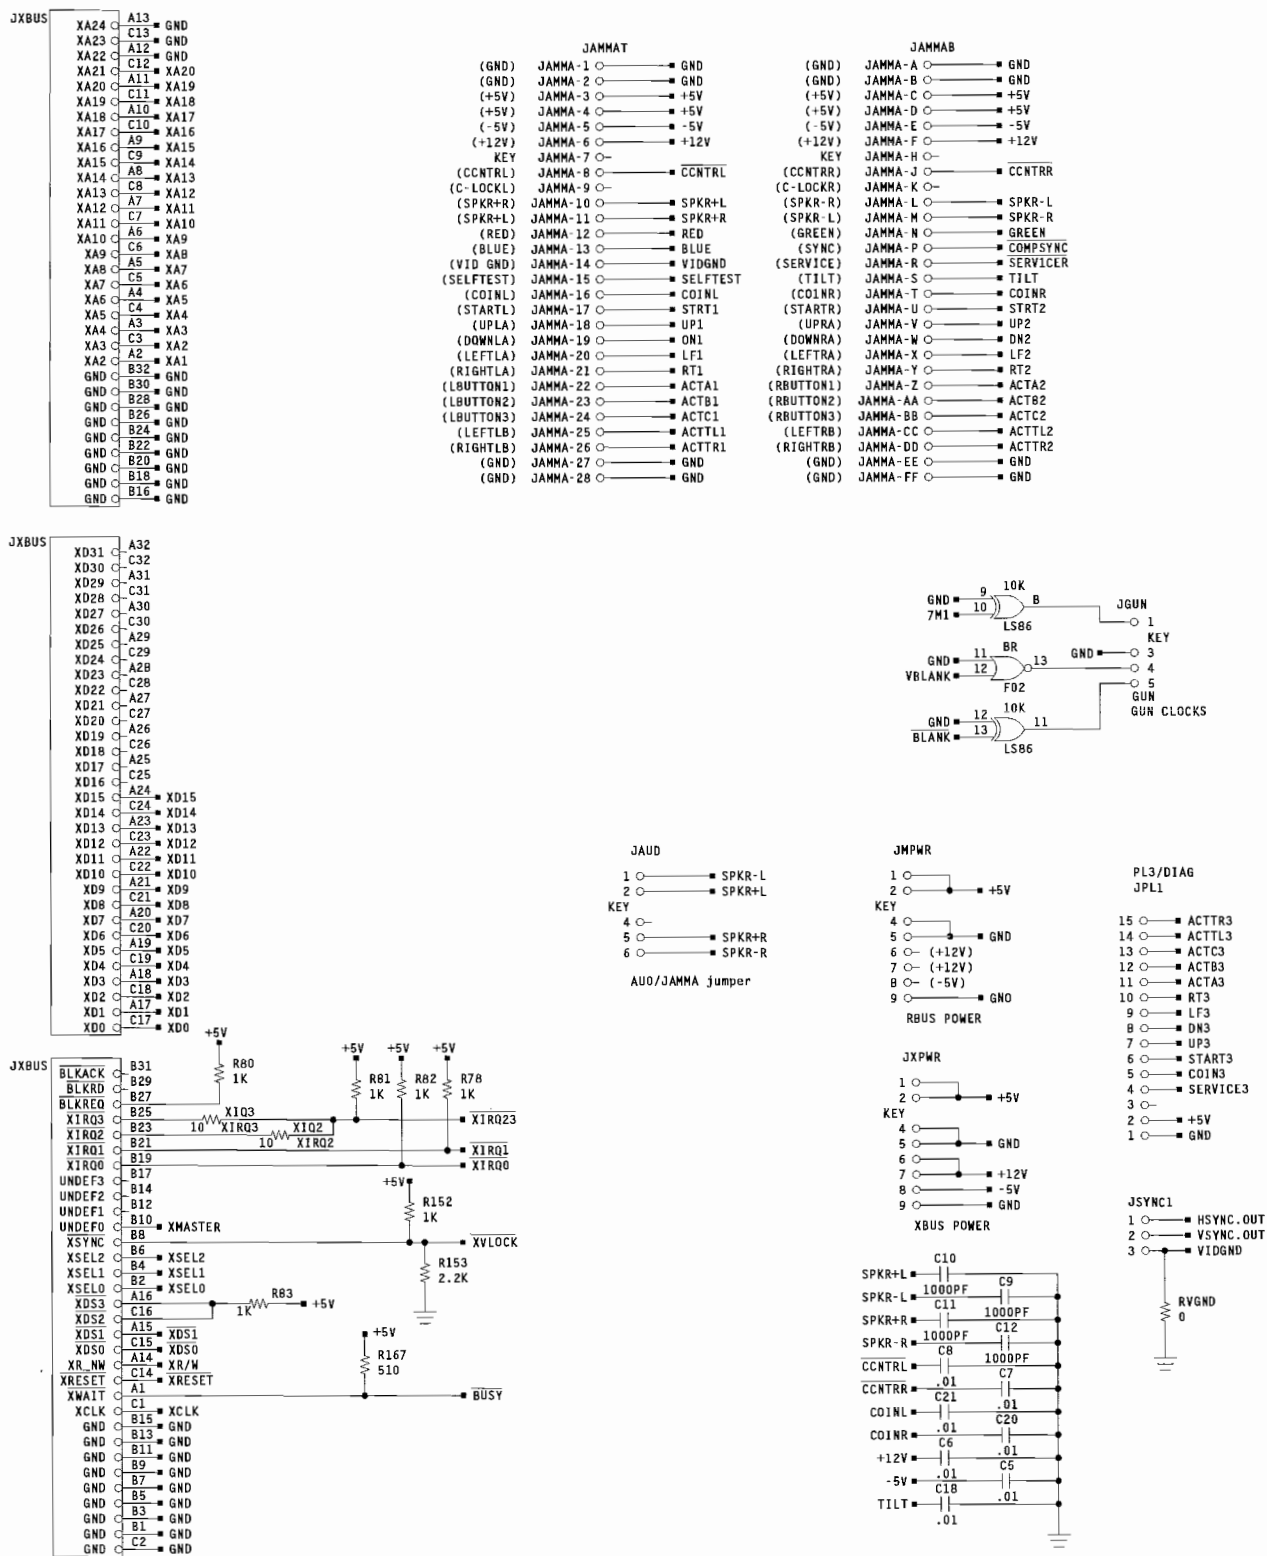 JXBUS
XA24 A13 GND
XA23 C13 GND
XA22 A12 GND
XA21 C12 XA20
XA20 A11 XA19
XA19 C11 XA18
XA18 A10 XA17
XA17 C10 XA16
XA16 A9 XA15
XA15 C9 XA14
XA14 A8 XA13
XA13 C8 XA12
XA12 A7 XA11
XA11 C7 XA10
XA10 A6 XA9
XA9 C6 XA8
XA8 A5 XA7
XA7 C5 XA6
XA6 A4 XA5
XA5 C4 XA4
XA4 A3 XA3
XA3 C3 XA2
XA2 A2 XA1
GND B32 GND
GND B30 GND
GND B28 GND
GND B26 GND
GND B24 GND
GND B22 GND
GND B20 GND
GND B18 GND
GND B16 GND
JAMMAT
(GND) JAMMA-1 GND
(GND) JAMMA-2 GND
(+5V) JAMMA-3 +5V
(+5V) JAMMA-4 +5V
(-5V) JAMMA-5 -5V
(+12V) JAMMA-6 +12V
KEY JAMMA-7
(CCNTRL) JAMMA-8 CCNTRL
(C-LOCKL) JAMMA-9
(SPKR+R) JAMMA-10 SPKR+L
(SPKR+L) JAMMA-11 SPKR+R
(RED) JAMMA-12 RED
(BLUE) JAMMA-13 BLUE
(VID GND) JAMMA-14 VIDGND
(SELFTEST) JAMMA-15 SELFTEST
(COINL) JAMMA-16 COINL
(STARTL) JAMMA-17 STRT1
(UPLA) JAMMA-18 UP1
(DOWNLA) JAMMA-19 ON1
(LEFTLA) JAMMA-20 LF1
(RIGHTLA) JAMMA-21 RT1
(LBUTTON1) JAMMA-22 ACTA1
(LBUTTON2) JAMMA-23 ACTB1
(LBUTTON3) JAMMA-24 ACTC1
(LEFTLB) JAMMA-25 ACTTL1
(RIGHTLB) JAMMA-26 ACTTR1
(GND) JAMMA-27 GND
(GND) JAMMA-28 GND
JAMMAB
(GND) JAMMA-A GND
(GND) JAMMA-B GND
(+5V) JAMMA-C +5V
(+5V) JAMMA-D +5V
(-5V) JAMMA-E -5V
(+12V) JAMMA-F +12V
KEY JAMMA-H
(CCNTRR) JAMMA-J CCNTRR
(C-LOCKR) JAMMA-K
(SPKR-R) JAMMA-L SPKR-L
(SPKR-L) JAMMA-M SPKR-R
(GREEN) JAMMA-N GREEN
(SYNC) JAMMA-P COMPSYNC
(SERVICE) JAMMA-R SERVICER
(TILT) JAMMA-S TILT
(COINR) JAMMA-T COINR
(STARTR) JAMMA-U STRT2
(UPRA) JAMMA-V UP2
(DOWNRA) JAMMA-W DN2
(LEFTRA) JAMMA-X LF2
(RIGHTRA) JAMMA-Y RT2
(RBUTTON1) JAMMA-Z ACTA2
(RBUTTON2) JAMMA-AA ACTB2
(RBUTTON3) JAMMA-BB ACTC2
(LEFTRB) JAMMA-CC ACTTL2
(RIGHTRB) JAMMA-DD ACTTR2
(GND) JAMMA-EE GND
(GND) JAMMA-FF GND
JXBUS
XD31 A32
XD30 C32
XD29 A31
XD28 C31
XD27 A30
XD26 C30
XD25 A29
XD24 C29
XD23 A28
XD22 C28
XD21 A27
XD20 C27
XD19 A26
XD18 C26
XD17 A25
XD16 C25
XD15 A24 XD15
XD14 C24 XD14
XD13 A23 XD13
XD12 C23 XD12
XD11 A22 XD11
XD10 C22 XD10
XD9 A21 XD9
XD8 C21 XD8
XD7 A20 XD7
XD6 C20 XD6
XD5 A19 XD5
XD4 C19 XD4
XD3 A18 XD3
XD2 C18 XD2
XD1 A17 XD1
XD0 C17 XD0
GND 9 10K 8
7M1 10 LS86
GND 11 BR 13
VBLANK 12 F02
GND 12 10K 11
BLANK 13 LS86
JGUN
1
KEY
GND 3
4
5
GUN
GUN CLOCKS
JAUD
1 SPKR-L
2 SPKR+L
KEY
4
5 SPKR+R
6 SPKR-R
AUO/JAMMA jumper
JMPWR
1
2 +5V
KEY
4
5 GND
6 (+12V)
7 (+12V)
8 (-5V)
9 GNO
RBUS POWER
PL3/DIAG
JPL1
15 ACTTR3
14 ACTTL3
13 ACTC3
12 ACTB3
11 ACTA3
10 RT3
9 LF3
8 DN3
7 UP3
6 START3
5 COIN3
4 SERVICE3
3
2 +5V
1 GND
JXBUS
BLKACK B31
BLKRD B29
BLKREQ B27
+5V
R80
1K
XIRQ3 B25 10 XIQ3 XIRQ3
XIRQ2 B23 10 XIQ2 XIRQ2
+5V +5V +5V
R81 R82 R78
1K 1K 1K
XIRQ23
XIRQ1 B21 XIRQ1
XIRQ0 B19 XIRQ0
UNDEF3 B17
UNDEF2 B14
UNDEF1 B12
UNDEF0 B10 XMASTER
+5V
R152
1K
XSYNC B8 XVLOCK
R153
2.2K
XSEL2 B6 XSEL2
XSEL1 B4 XSEL1
XSEL0 B2 XSEL0
XDS3 A16 1K R83 +5V
XDS2 C16
XDS1 A15 XDS1
XDS0 C15 XDS0
XR_NW A14 XR/W
XRESET C14 XRESET
+5V
R167
510
XWAIT A1 BUSY
XCLK C1 XCLK
GND B15 GND
GND B13 GND
GND B11 GND
GND B9 GND
GND B7 GND
GND B5 GND
GND B3 GND
GND B1 GND
GND C2 GND
JXPWR
1
2 +5V
KEY
4
5 GND
6
7 +12V
8 -5V
9 GND
XBUS POWER
JSYNC1
1 HSYNC.OUT
2 VSYNC.OUT
3 VIDGND
RVGND
0
SPKR+L C10 1000PF
SPKR-L C9 1000PF
SPKR+R C11 1000PF
SPKR-R C12 1000PF
CCNTRL C8 .01
CCNTRR C7 .01
COINL C21 .01
COINR C20 .01
+12V C6 .01
-5V C5 .01
TILT C18 .01